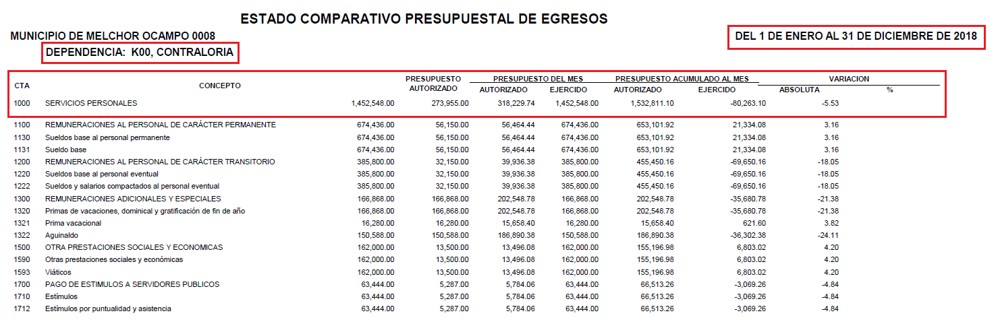 ESTADO COMPARATIVO PRESUPUESTAL DE EGRESOS
MUNICIPIO DE MELCHOR OCAMPO 0008
DEL 1 DE ENERO AL 31 DE DICIEMBRE DE 2018
DEPENDENCIA: K00, CONTRALORIA
CTA CONCEPTO PRESUPUESTO AUTORIZADO PRESUPUESTO DEL MES PRESUPUESTO ACUMULADO AL MES VARIACION
AUTORIZADO EJERCIDO AUTORIZADO EJERCIDO ABSOLUTA %
1000 SERVICIOS PERSONALES 1,452,548.00 273,955.00 318,229.74 1,452,548.00 1,532,811.10 -80,263.10 -5.53
1100 REMUNERACIONES AL PERSONAL DE CARÁCTER PERMANENTE 674,436.00 56,150.00 56,464.44 674,436.00 653,101.92 21,334.08 3.16
1130 Sueldos base al personal permanente 674,436.00 56,150.00 56,464.44 674,436.00 653,101.92 21,334.08 3.16
1131 Sueldo base 674,436.00 56,150.00 56,464.44 674,436.00 653,101.92 21,334.08 3.16
1200 REMUNERACIONES AL PERSONAL DE CARÁCTER TRANSITORIO 385,800.00 32,150.00 39,936.38 385,800.00 455,450.16 -69,650.16 -18.05
1220 Sueldos base al personal eventual 385,800.00 32,150.00 39,936.38 385,800.00 455,450.16 -69,650.16 -18.05
1222 Sueldos y salarios compactados al personal eventual 385,800.00 32,150.00 39,936.38 385,800.00 455,450.16 -69,650.16 -18.05
1300 REMUNERACIONES ADICIONALES Y ESPECIALES 166,868.00 166,868.00 202,548.78 166,868.00 202,548.78 -35,680.78 -21.38
1320 Primas de vacaciones, dominical y gratificación de fin de año 166,868.00 166,868.00 202,548.78 166,868.00 202,548.78 -35,680.78 -21.38
1321 Prima vacacional 16,280.00 16,280.00 15,658.40 16,280.00 15,658.40 621.60 3.82
1322 Aguinaldo 150,588.00 150,588.00 186,890.38 150,588.00 186,890.38 -36,302.38 -24.11
1500 OTRA PRESTACIONES SOCIALES Y ECONOMICAS 162,000.00 13,500.00 13,496.08 162,000.00 155,196.98 6,803.02 4.20
1590 Otras prestaciones sociales y económicas 162,000.00 13,500.00 13,496.08 162,000.00 155,196.98 6,803.02 4.20
1593 Viáticos 162,000.00 13,500.00 13,496.08 162,000.00 155,196.98 6,803.02 4.20
1700 PAGO DE ESTIMULOS A SERVIDORES PUBLICOS 63,444.00 5,287.00 5,784.06 63,444.00 66,513.26 -3,069.26 -4.84
1710 Estímulos 63,444.00 5,287.00 5,784.06 63,444.00 66,513.26 -3,069.26 -4.84
1712 Estímulos por puntualidad y asistencia 63,444.00 5,287.00 5,784.06 63,444.00 66,513.26 -3,069.26 -4.84